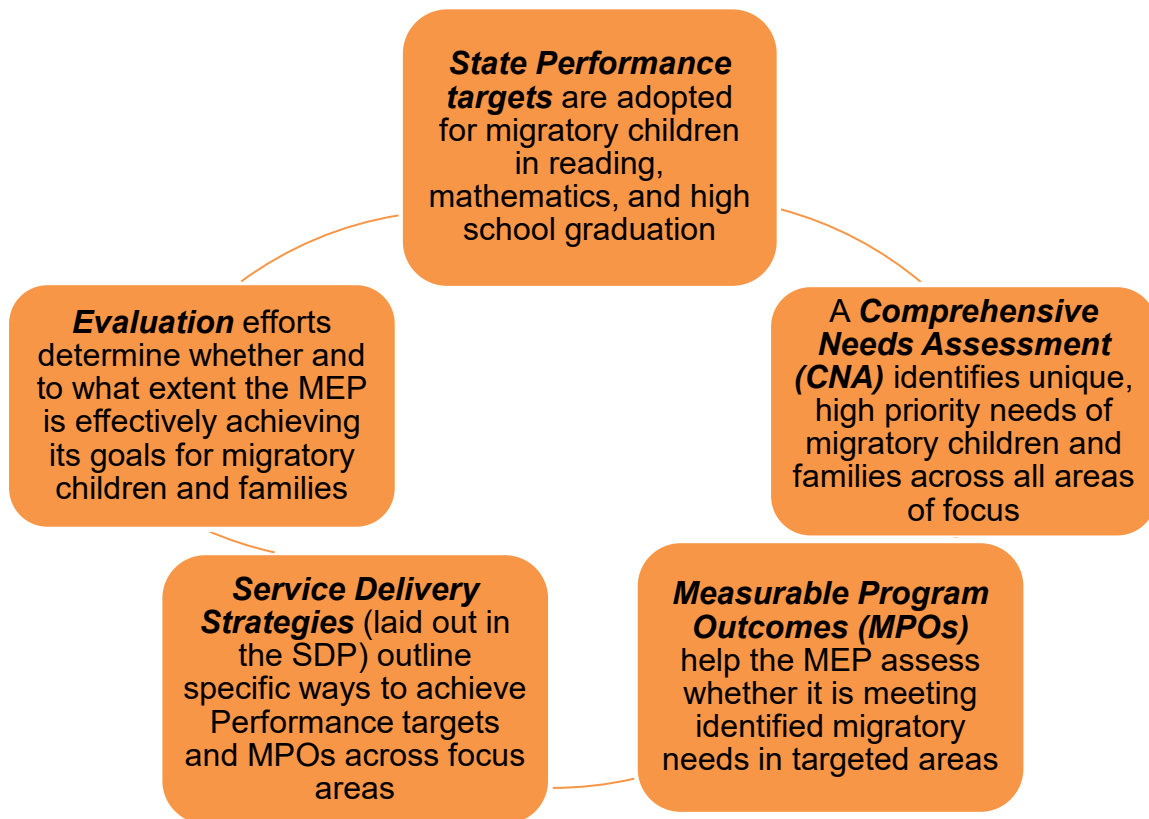 State Performance
targets are adopted
for migratory children
in reading,
mathematics, and high
school graduation
A Comprehensive
Needs Assessment
(CNA) identifies unique,
high priority needs of
migratory children and
families across all areas
of focus
Measurable Program
Outcomes (MPOs)
help the MEP assess
whether it is meeting
identified migratory
needs in targeted areas
Service Delivery
Strategies (laid out in
the SDP) outline
specific ways to achieve
Performance targets
and MPOs across focus
areas
Evaluation efforts
determine whether and
to what extent the MEP
is effectively achieving
its goals for migratory
children and families